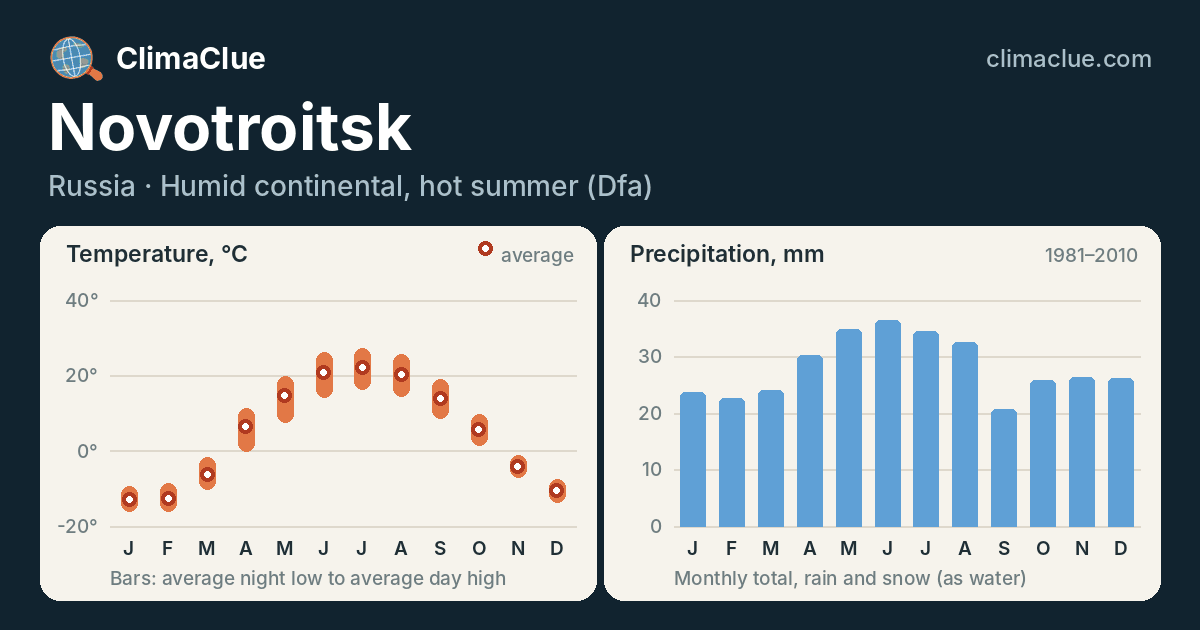 ClimaClue
climaclue.com
Novotroitsk
Russia · Humid continental, hot summer (Dfa)
Temperature, °C
average
40°
20°
0°
-20°
J F M A M J J A S O N D
Bars: average night low to average day high
Precipitation, mm
1981–2010
40
30
20
10
0
J F M A M J J A S O N D
Monthly total, rain and snow (as water)